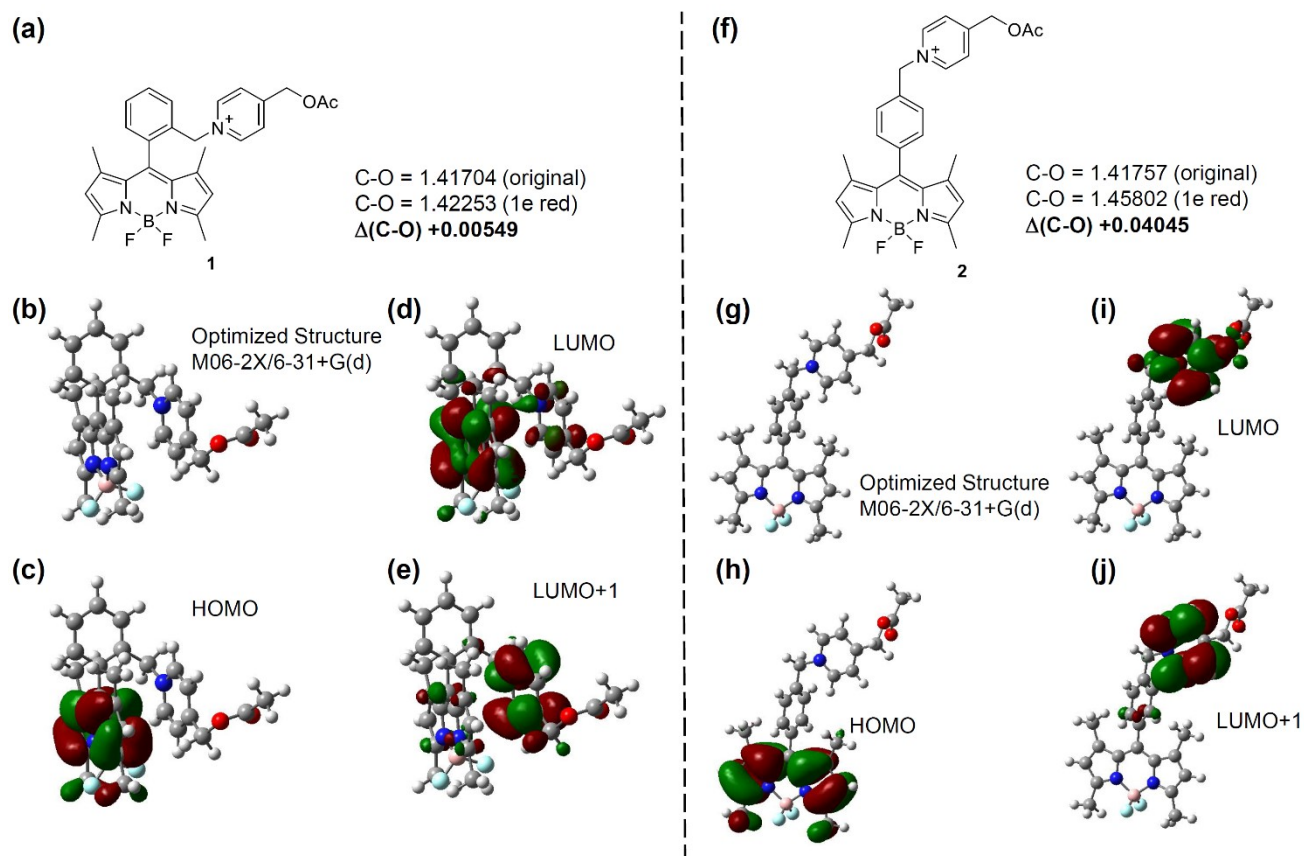 (a)
N
+
OAc
N
B
N
F
F
1
C-O = 1.41704 (original)
C-O = 1.42253 (1e red)
Δ(C-O) +0.00549
(b)
Optimized Structure
M06-2X/6-31+G(d)
(d)
LUMO
(c)
HOMO
(e)
LUMO+1
(f)
OAc
N
+
N
B
N
F
F
2
C-O = 1.41757 (original)
C-O = 1.45802 (1e red)
Δ(C-O) +0.04045
(g)
Optimized Structure
M06-2X/6-31+G(d)
(i)
LUMO
(h)
HOMO
(j)
LUMO+1